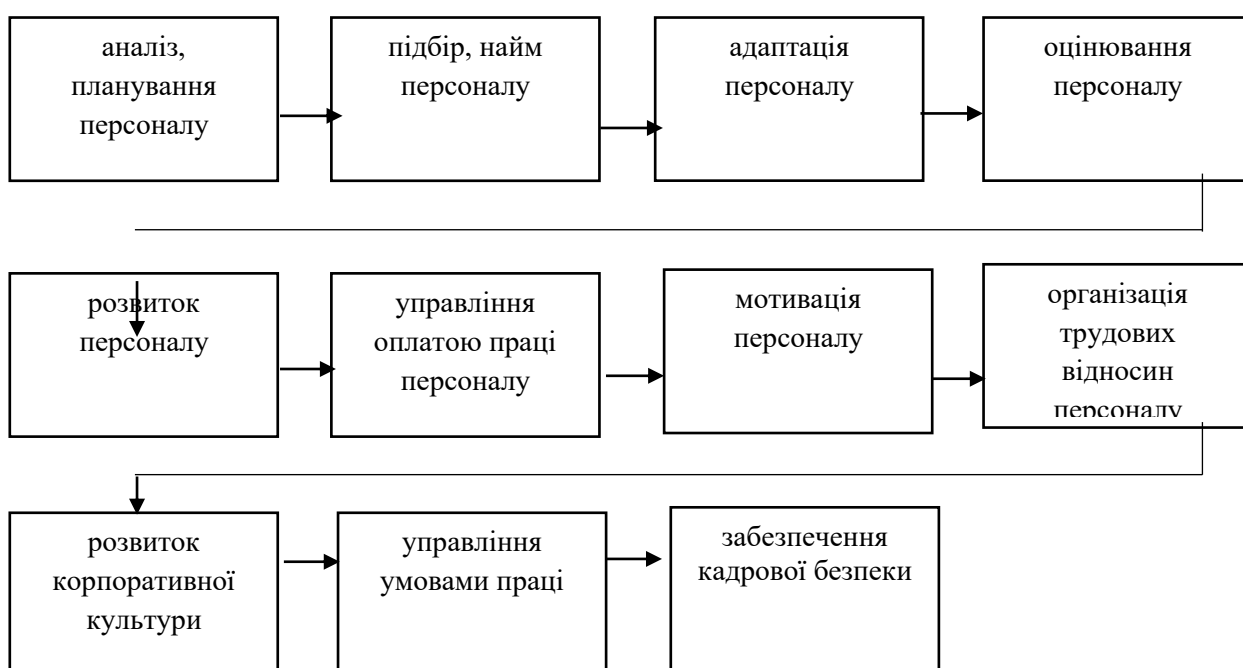 аналіз,
планування
персоналу
підбір, найм
персоналу
адаптація
персоналу
оцінювання
персоналу
розвиток
персоналу
управління
оплатою праці
персоналу
мотивація
персоналу
організація
трудових
відносин
персоналу
розвиток
корпоративної
культури
управління
умовами праці
забезпечення
кадрової безпеки